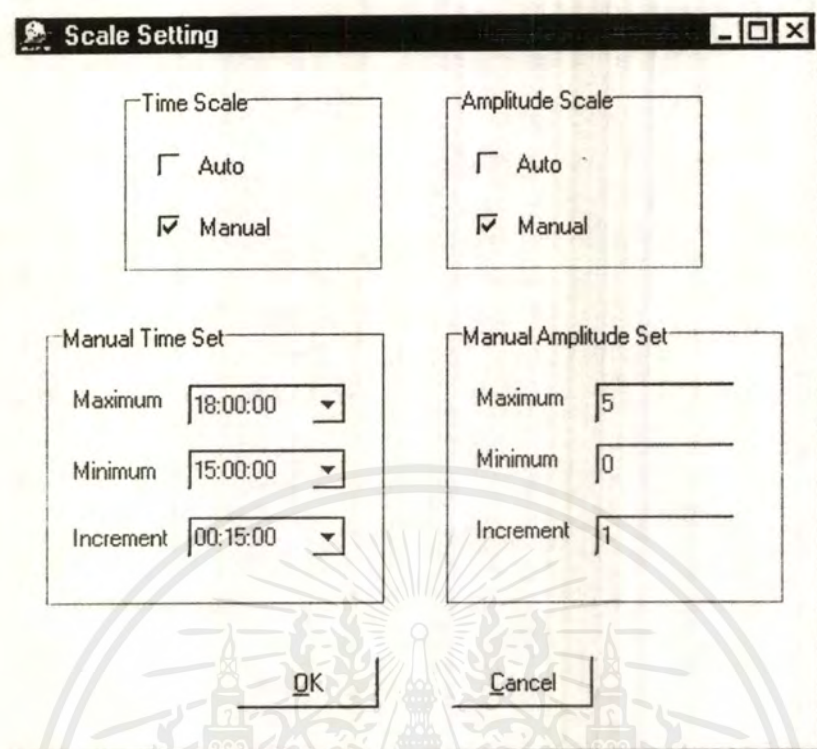 Scale Setting
Time Scale
Auto
Manual
Amplitude Scale
Auto
Manual
Manual Time Set
Maximum 18:00:00
Minimum 15:00:00
Increment 00:15:00
Manual Amplitude Set
Maximum 5
Minimum 0
Increment 1
OK
Cancel